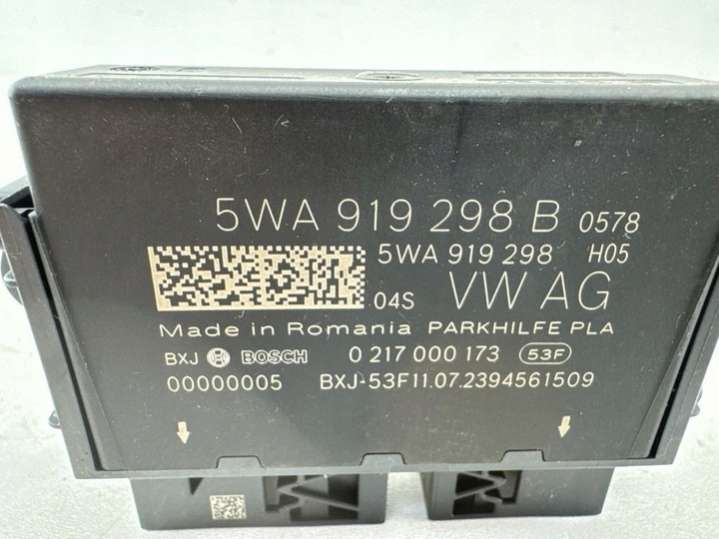 5WA 919 298 B 0578
5WA 919 298 H05
04S VW AG
Made in Romania PARKHILFE PLA
BXJ BOSCH 0 217 000 173 53F
00000005 BXJ-53F11.07.2394561509